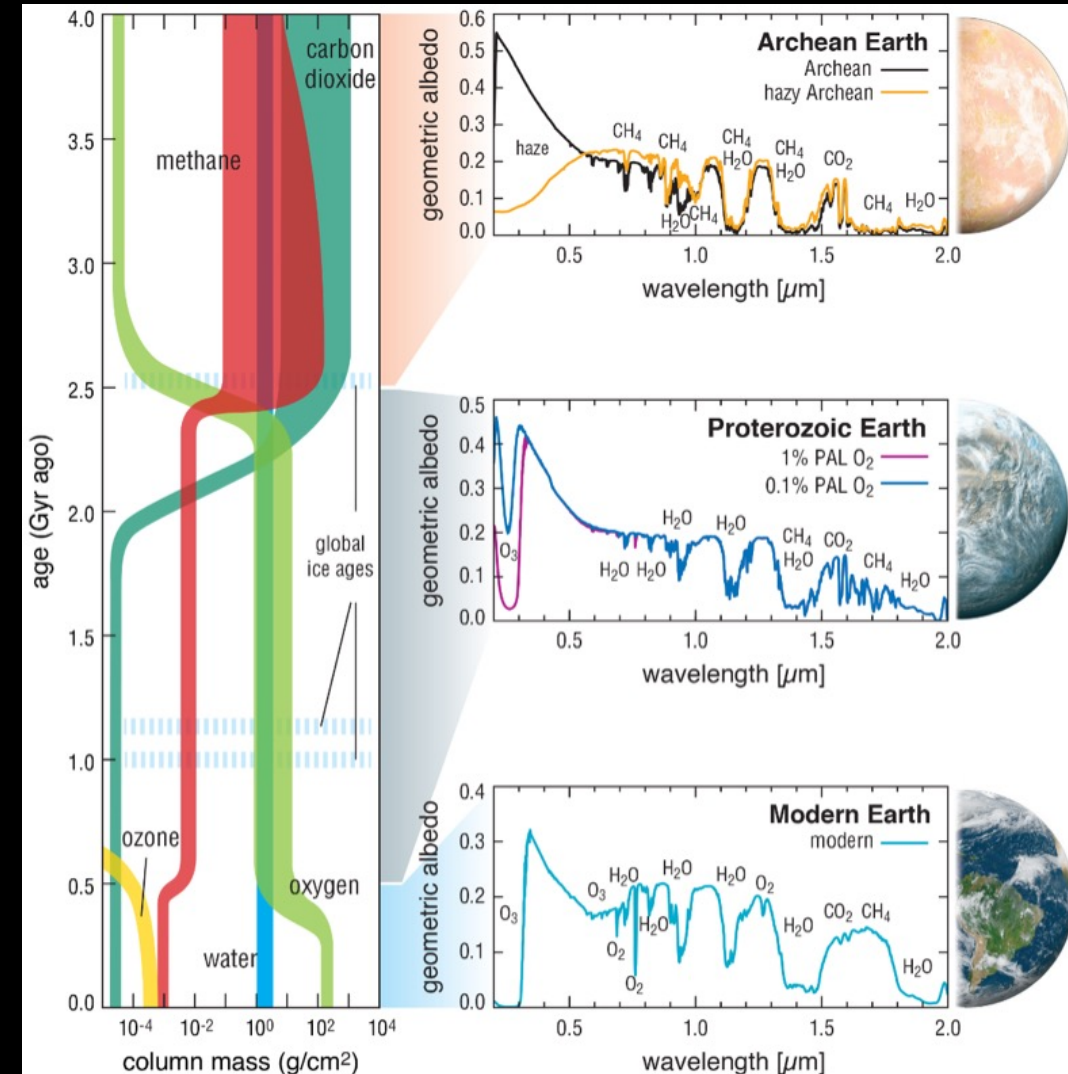 4.0
3.5
3.0
2.5
2.0
1.5
1.0
0.5
0.0
age (Gyr ago)
carbon
dioxide
methane
global
ice ages
ozone
oxygen
water
10⁻⁴ 10⁻² 10⁰ 10² 10⁴
column mass (g/cm²)
0.6
0.5
0.4
0.3
0.2
0.1
0.0
geometric albedo
Archean Earth
Archean
hazy Archean
haze
CH₄
CH₄
CH₄
H₂O
CH₄
H₂O
CO₂
CH₄
H₂O
H₂O
CH₄
0.5 1.0 1.5 2.0
wavelength [μm]
0.5
0.4
0.3
0.2
0.1
0.0
geometric albedo
Proterozoic Earth
1% PAL O₂
0.1% PAL O₂
O₃
H₂O
H₂O
H₂O
H₂O
CH₄
H₂O
CO₂
CH₄
H₂O
0.5 1.0 1.5 2.0
wavelength [μm]
0.4
0.3
0.2
0.1
0.0
geometric albedo
Modern Earth
modern
O₃
O₃
H₂O
O₂
O₂
H₂O
H₂O
H₂O
O₂
H₂O
CO₂ CH₄
H₂O
0.5 1.0 1.5 2.0
wavelength [μm]